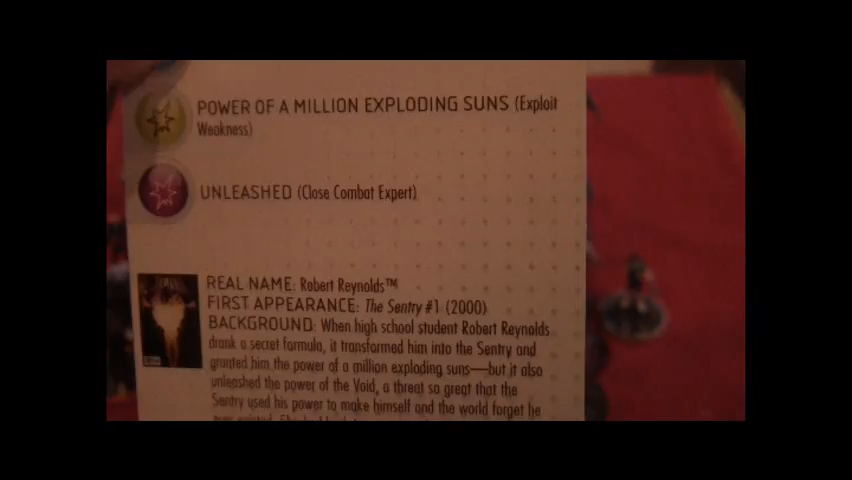 POWER OF A MILLION EXPLODING SUNS (Exploit
Weakness)
UNLEASHED (Close Combat Expert)
REAL NAME: Robert Reynolds™
FIRST APPEARANCE: The Sentry #1 (2000)
BACKGROUND: When high school student Robert Reynolds
drank a secret formula, it transformed him into the Sentry and
granted him the power of a million exploding suns—but it also
unleashed the power of the Void, a threat so great that the
Sentry used his power to make himself and the world forget he